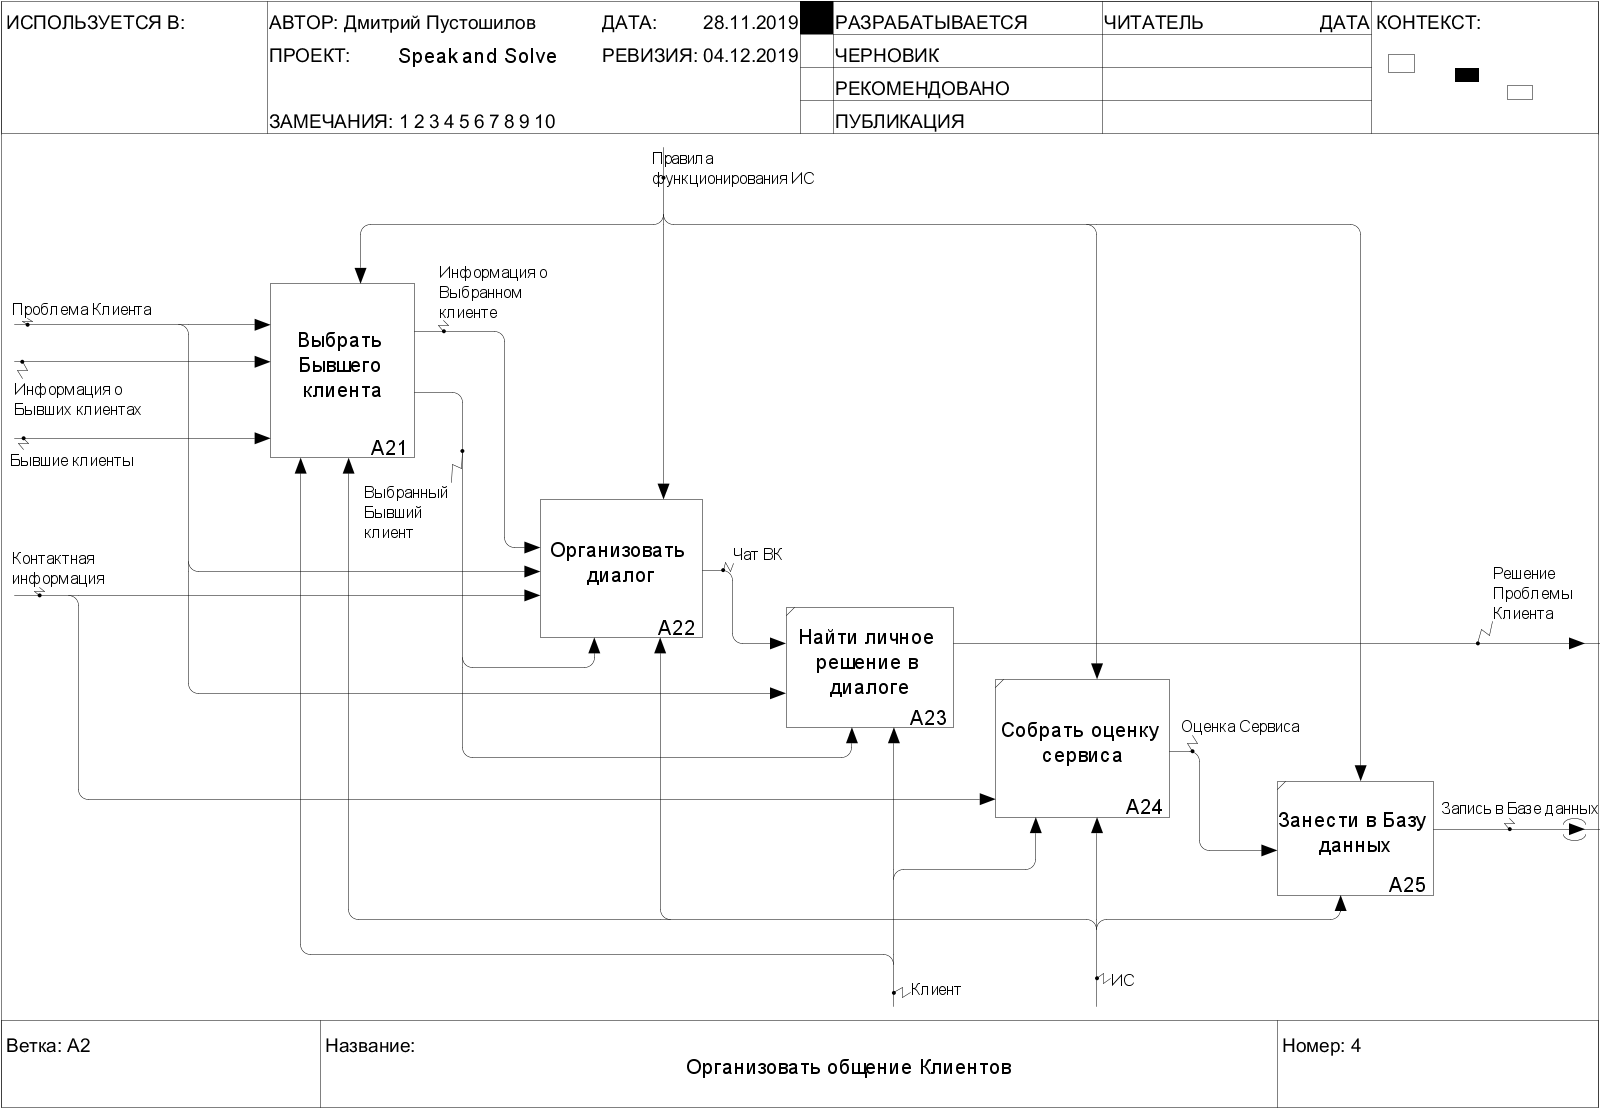 ИСПОЛЬЗУЕТСЯ В:
АВТОР: Дмитрий Пустошилов
ДАТА: 28.11.2019
РАЗРАБАТЫВАЕТСЯ
ЧИТАТЕЛЬ
ДАТА
КОНТЕКСТ:
ПРОЕКТ: Speak and Solve
РЕВИЗИЯ: 04.12.2019
ЧЕРНОВИК
РЕКОМЕНДОВАНО
ЗАМЕЧАНИЯ: 1 2 3 4 5 6 7 8 9 10
ПУБЛИКАЦИЯ
Правила
функционирования ИС
Информация о
Выбранном
клиенте
Проблема Клиента
Выбрать
Бывшего
клиента
A21
Информация о
Бывших клиентах
Бывшие клиенты
Выбранный
Бывший
клиент
Контактная
информация
Организовать
диалог
A22
Чат ВК
Решение
Проблемы
Клиента
Найти личное
решение в
диалоге
A23
Собрать оценку
сервиса
A24
Оценка Сервиса
Занести в Базу
данных
A25
Запись в Базе данных
Клиент
ИС
Ветка: A2
Название:
Организовать общение Клиентов
Номер: 4